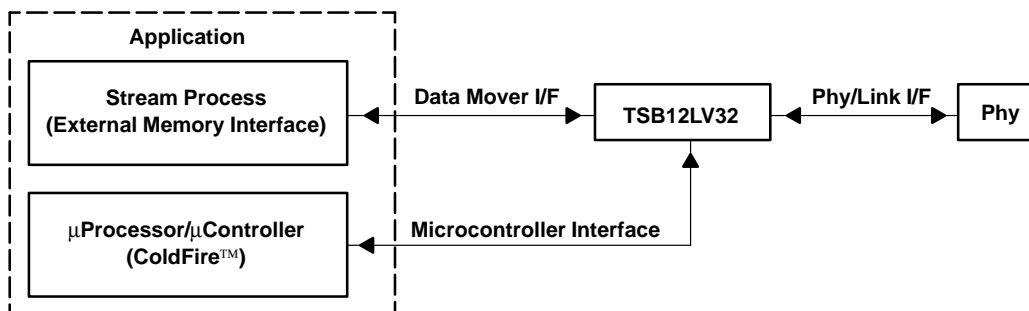 Application
Stream Process
(External Memory Interface)
Data Mover I/F
TSB12LV32
Phy/Link I/F
Phy
μProcessor/μController
(ColdFire™)
Microcontroller Interface